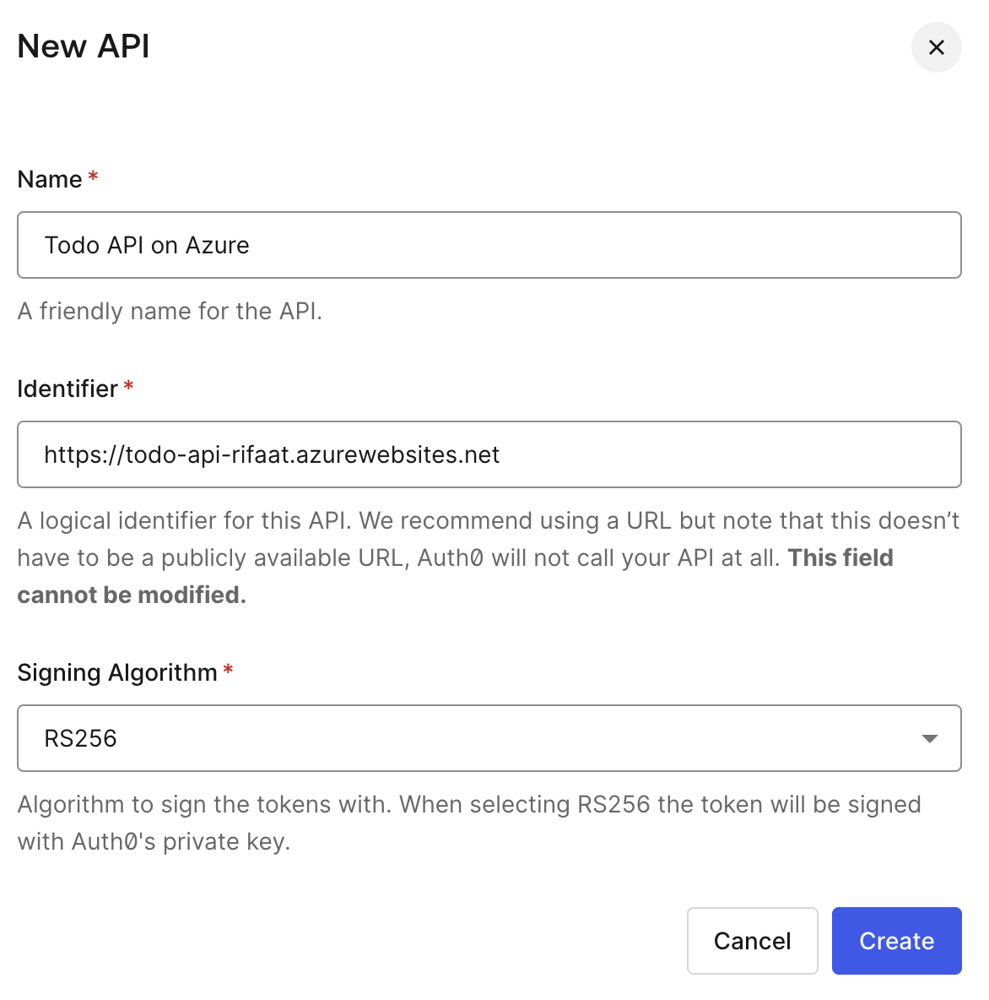 New API
Name *
Todo API on Azure
A friendly name for the API.
Identifier *
https://todo-api-rifaat.azurewebsites.net
A logical identifier for this API. We recommend using a URL but note that this doesn’t
have to be a publicly available URL, Auth0 will not call your API at all. This field
cannot be modified.
Signing Algorithm *
RS256
Algorithm to sign the tokens with. When selecting RS256 the token will be signed
with Auth0's private key.
Cancel
Create